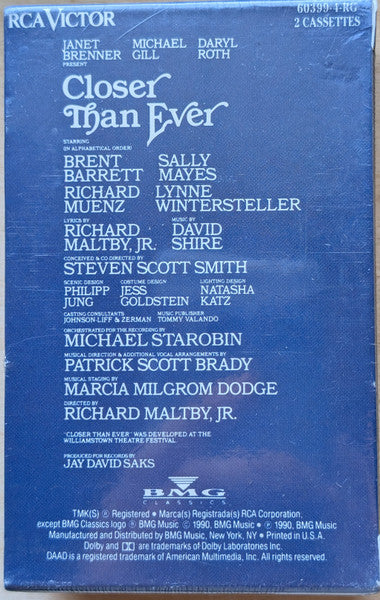 RCA VICTOR
60399-4-RG
2 CASSETTES
JANET BRENNER
MICHAEL GILL
DARYL ROTH
PRESENT
Closer
Than Ever
STARRING
(IN ALPHABETICAL ORDER)
BRENT BARRETT
SALLY MAYES
RICHARD MUENZ
LYNNE WINTERSTELLER
LYRICS BY
RICHARD MALTBY, JR.
MUSIC BY
DAVID SHIRE
CONCEIVED & CO-DIRECTED BY
STEVEN SCOTT SMITH
SCENIC DESIGN
PHILIPP JUNG
COSTUME DESIGN
JESS GOLDSTEIN
LIGHTING DESIGN
NATASHA KATZ
CASTING CONSULTANTS
JOHNSON-LIFF & ZERMAN
MUSIC PUBLISHER
TOMMY VALANDO
ORCHESTRATED FOR THE RECORDING BY
MICHAEL STAROBIN
MUSICAL DIRECTION & ADDITIONAL VOCAL ARRANGEMENTS BY
PATRICK SCOTT BRADY
MUSICAL STAGING BY
MARCIA MILGROM DODGE
DIRECTED BY
RICHARD MALTBY, JR.
"CLOSER THAN EVER" WAS DEVELOPED AT THE
WILLIAMSTOWN THEATRE FESTIVAL.
PRODUCED FOR RECORDS BY
JAY DAVID SAKS
BMG
CLASSICS
TMK(S) ® Registered • Marca(s) Registrada(s) RCA Corporation.
except BMG Classics logo ® BMG Music • © 1990, BMG Music • ℗ 1990, BMG Music
Manufactured and Distributed by BMG Music, New York, NY • Printed in U.S.A.
Dolby and are trademarks of Dolby Laboratories Inc.
DAAD is a registered trademark of American Multimedia, Inc. All rights reserved.